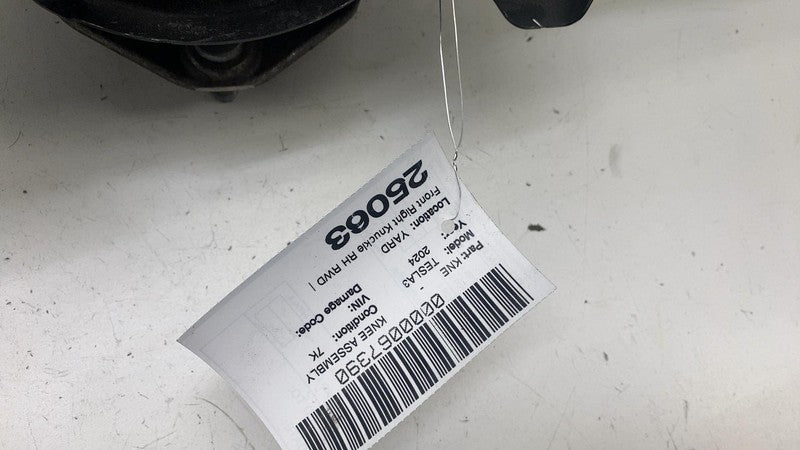 0000067390
Part: KNE - KNEE ASSEMBLY
Model: TESLA3 Condition: 7K
Year: 2024 VIN:
Location: YARD Damage Code:
Front Right Knuckle RH RWD |
25063